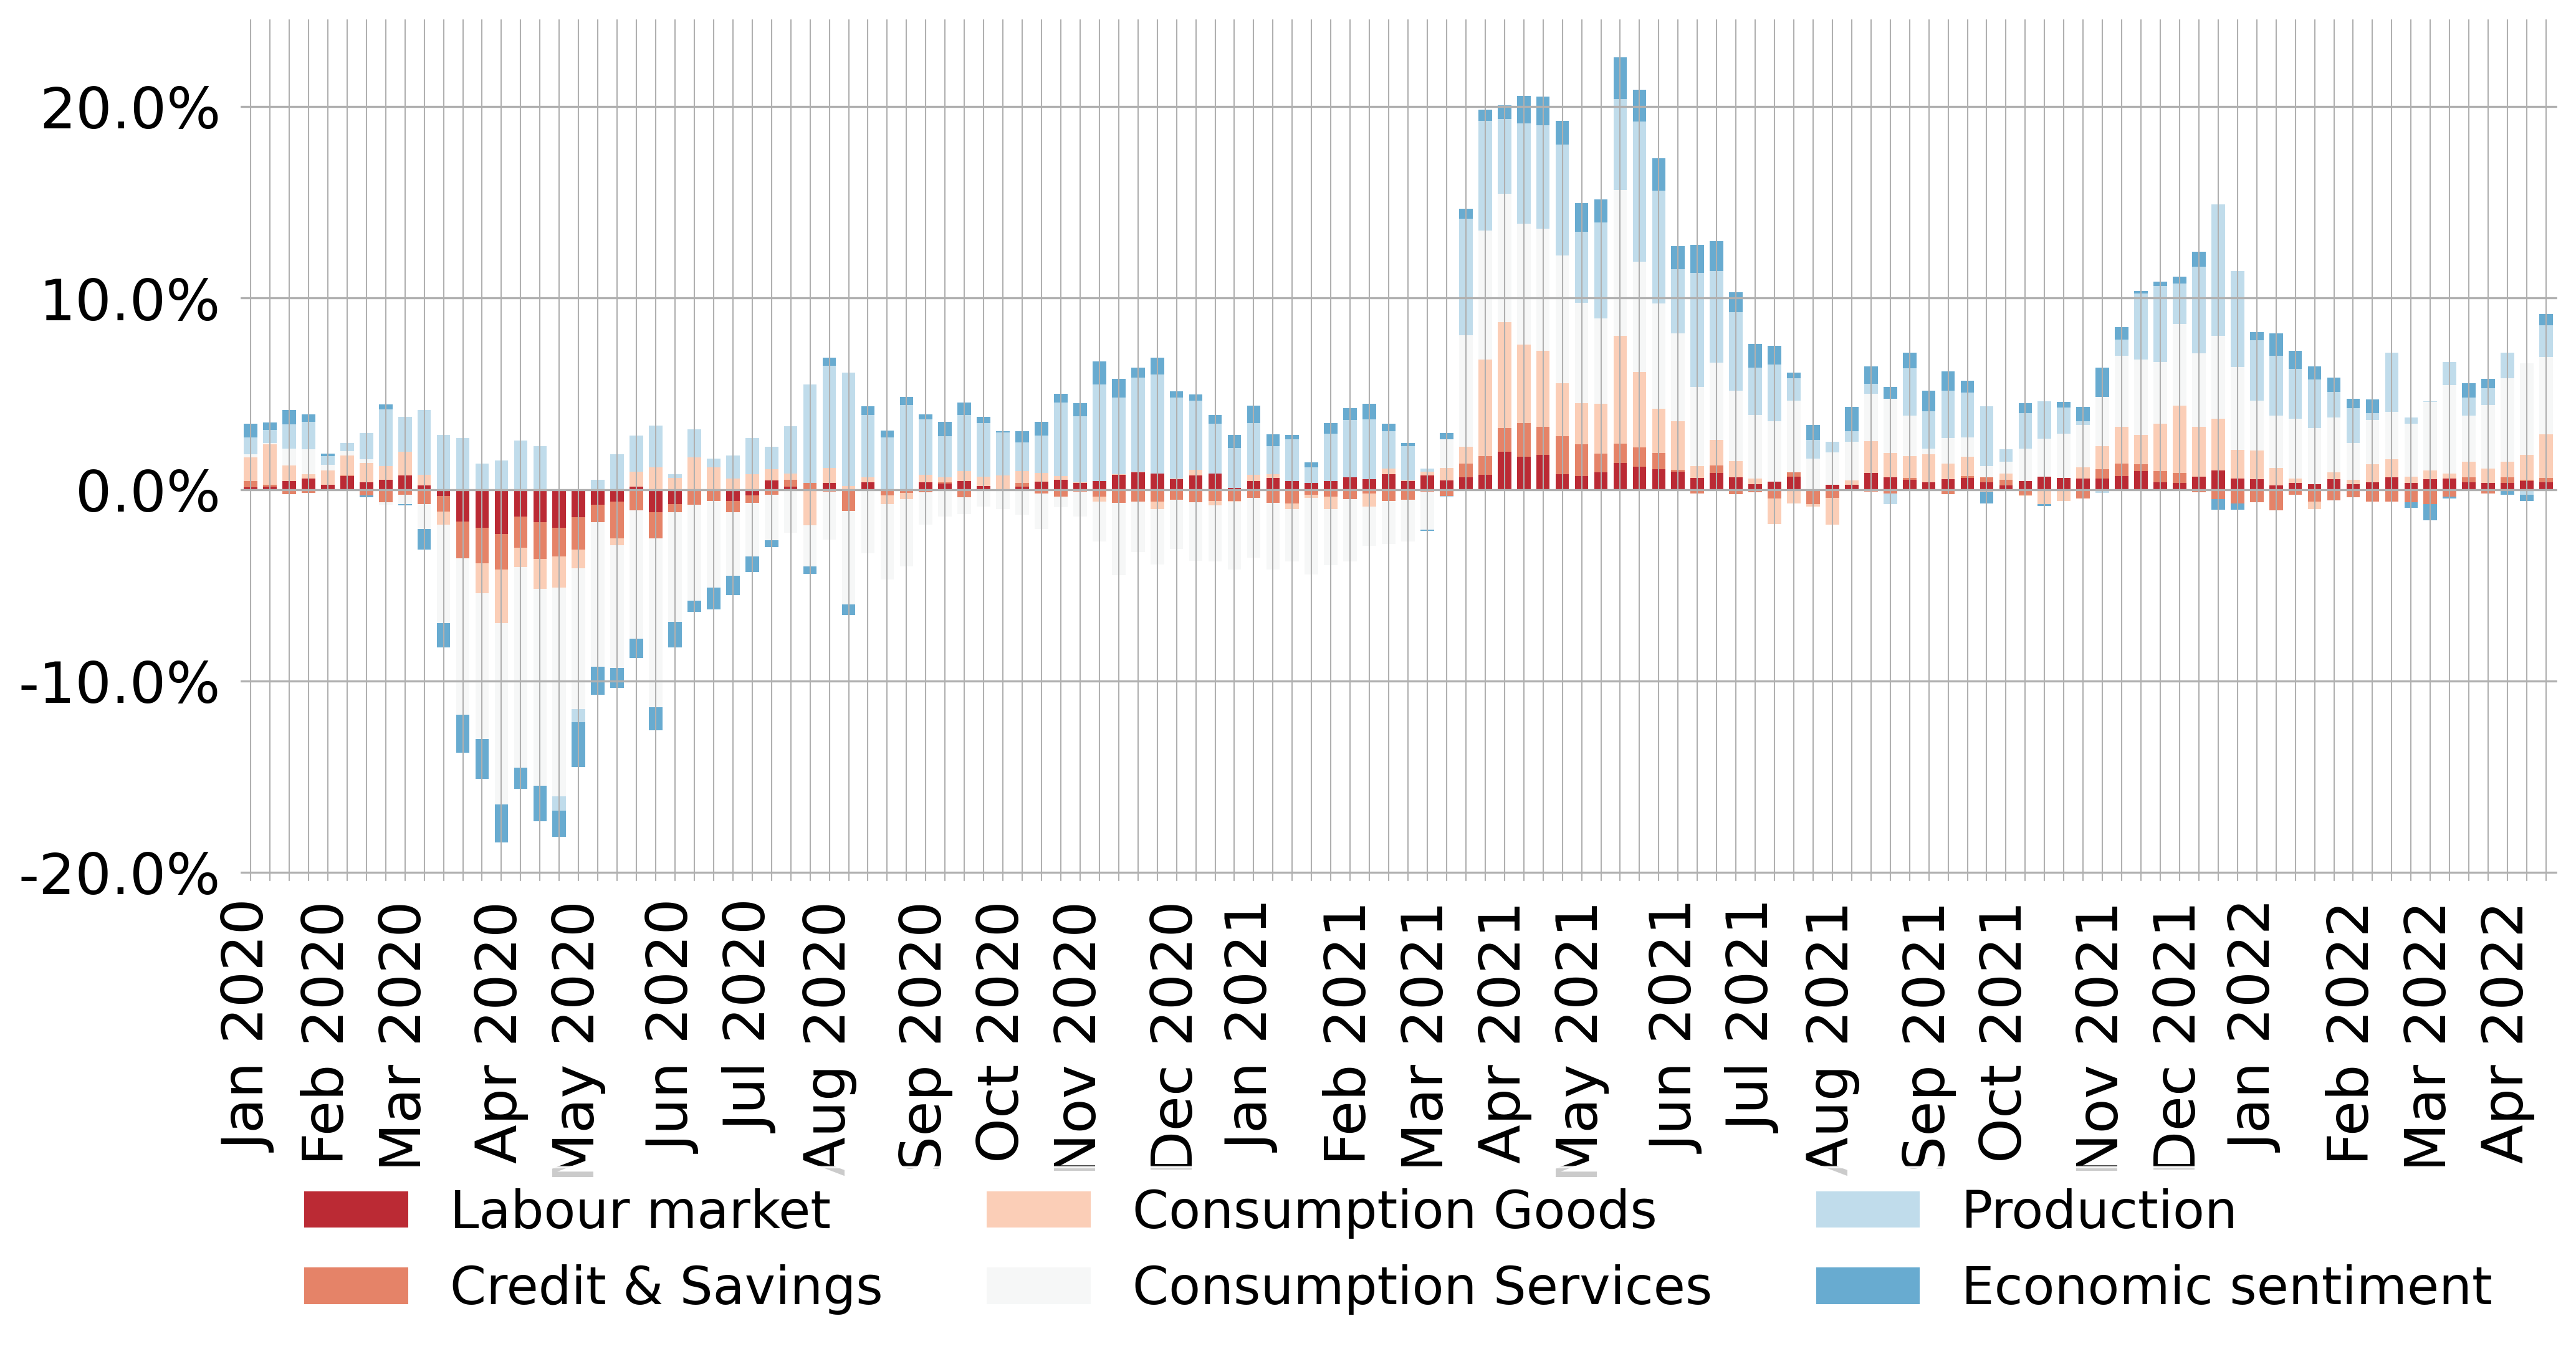 20.0%
10.0%
0.0%
-10.0%
-20.0%
Jan 2020
Feb 2020
Mar 2020
Apr 2020
May 2020
Jun 2020
Jul 2020
Aug 2020
Sep 2020
Oct 2020
Nov 2020
Dec 2020
Jan 2021
Feb 2021
Mar 2021
Apr 2021
May 2021
Jun 2021
Jul 2021
Aug 2021
Sep 2021
Oct 2021
Nov 2021
Dec 2021
Jan 2022
Feb 2022
Mar 2022
Apr 2022
Labour market
Credit & Savings
Consumption Goods
Consumption Services
Production
Economic sentiment